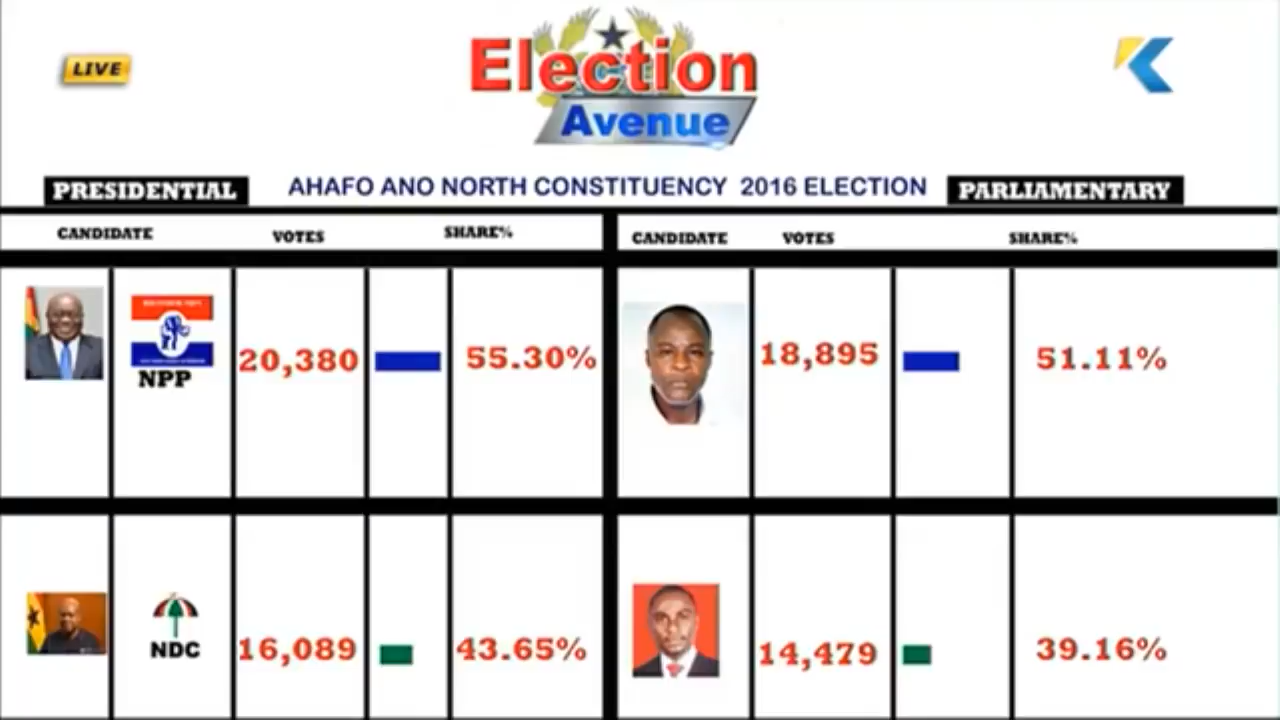 LIVE
Election
Avenue
PRESIDENTIAL
AHAFO ANO NORTH CONSTITUENCY 2016 ELECTION
PARLIAMENTARY
CANDIDATE VOTES SHARE%
CANDIDATE VOTES SHARE%
NPP
20,380 55.30%
18,895 51.11%
NDC
16,089 43.65%
14,479 39.16%